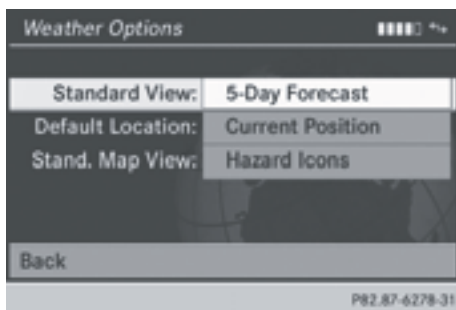 Weather Options
Standard View: 5-Day Forecast
Default Location: Current Position
Stand. Map View: Hazard Icons
Back
P82.87-6278-31